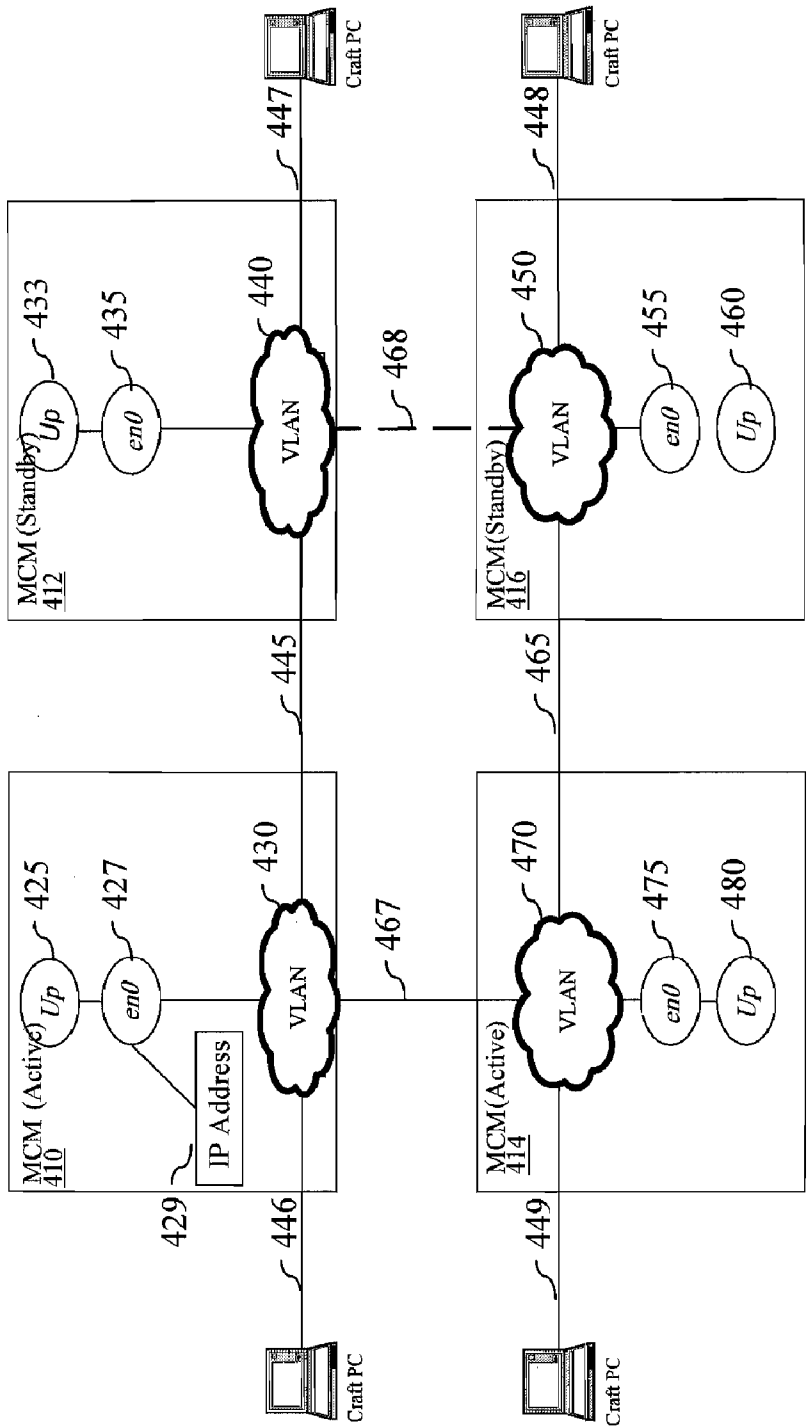 MCM (Active)
410
Up
425
en0
427
IP Address
429
VLAN
430
446
Craft PC
445
467
MCM (Standby)
412
Up
433
en0
435
VLAN
440
447
Craft PC
468
MCM(Active)
414
VLAN
470
en0
475
Up
480
449
Craft PC
465
MCM(Standby)
416
VLAN
450
en0
455
Up
460
448
Craft PC